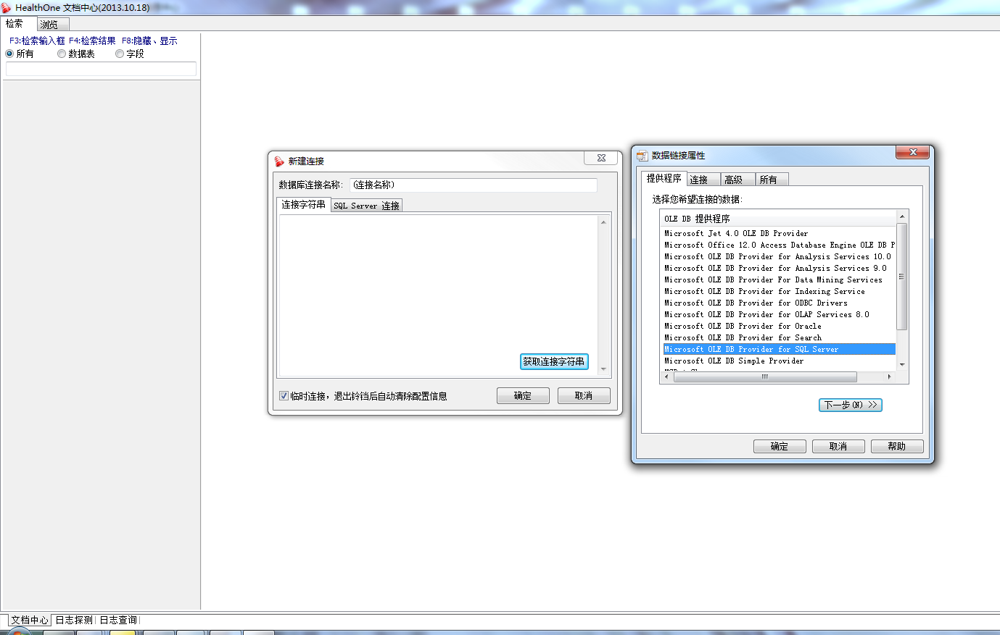 HealthOne 文档中心(2013.10.18)
检索 浏览
F3:检索输入框 F4:检索结果 F8:隐藏、显示
所有 数据表 字段
新建连接
数据库连接名称: (连接名称)
连接字符串 SQL Server 连接
获取连接字符串
临时连接，退出铃铛后自动清除配置信息 确定 取消
数据链接属性
提供程序 连接 高级 所有
选择您希望连接的数据:
OLE DB 提供程序
Microsoft Jet 4.0 OLE DB Provider
Microsoft Office 12.0 Access Database Engine OLE DB P
Microsoft OLE DB Provider for Analysis Services 10.0
Microsoft OLE DB Provider for Analysis Services 9.0
Microsoft OLE DB Provider For Data Mining Services
Microsoft OLE DB Provider for Indexing Service
Microsoft OLE DB Provider for ODBC Drivers
Microsoft OLE DB Provider for OLAP Services 8.0
Microsoft OLE DB Provider for Oracle
Microsoft OLE DB Provider for Search
Microsoft OLE DB Provider for SQL Server
Microsoft OLE DB Simple Provider
下一步(N) >>
确定 取消 帮助
文档中心 日志探测 日志查询